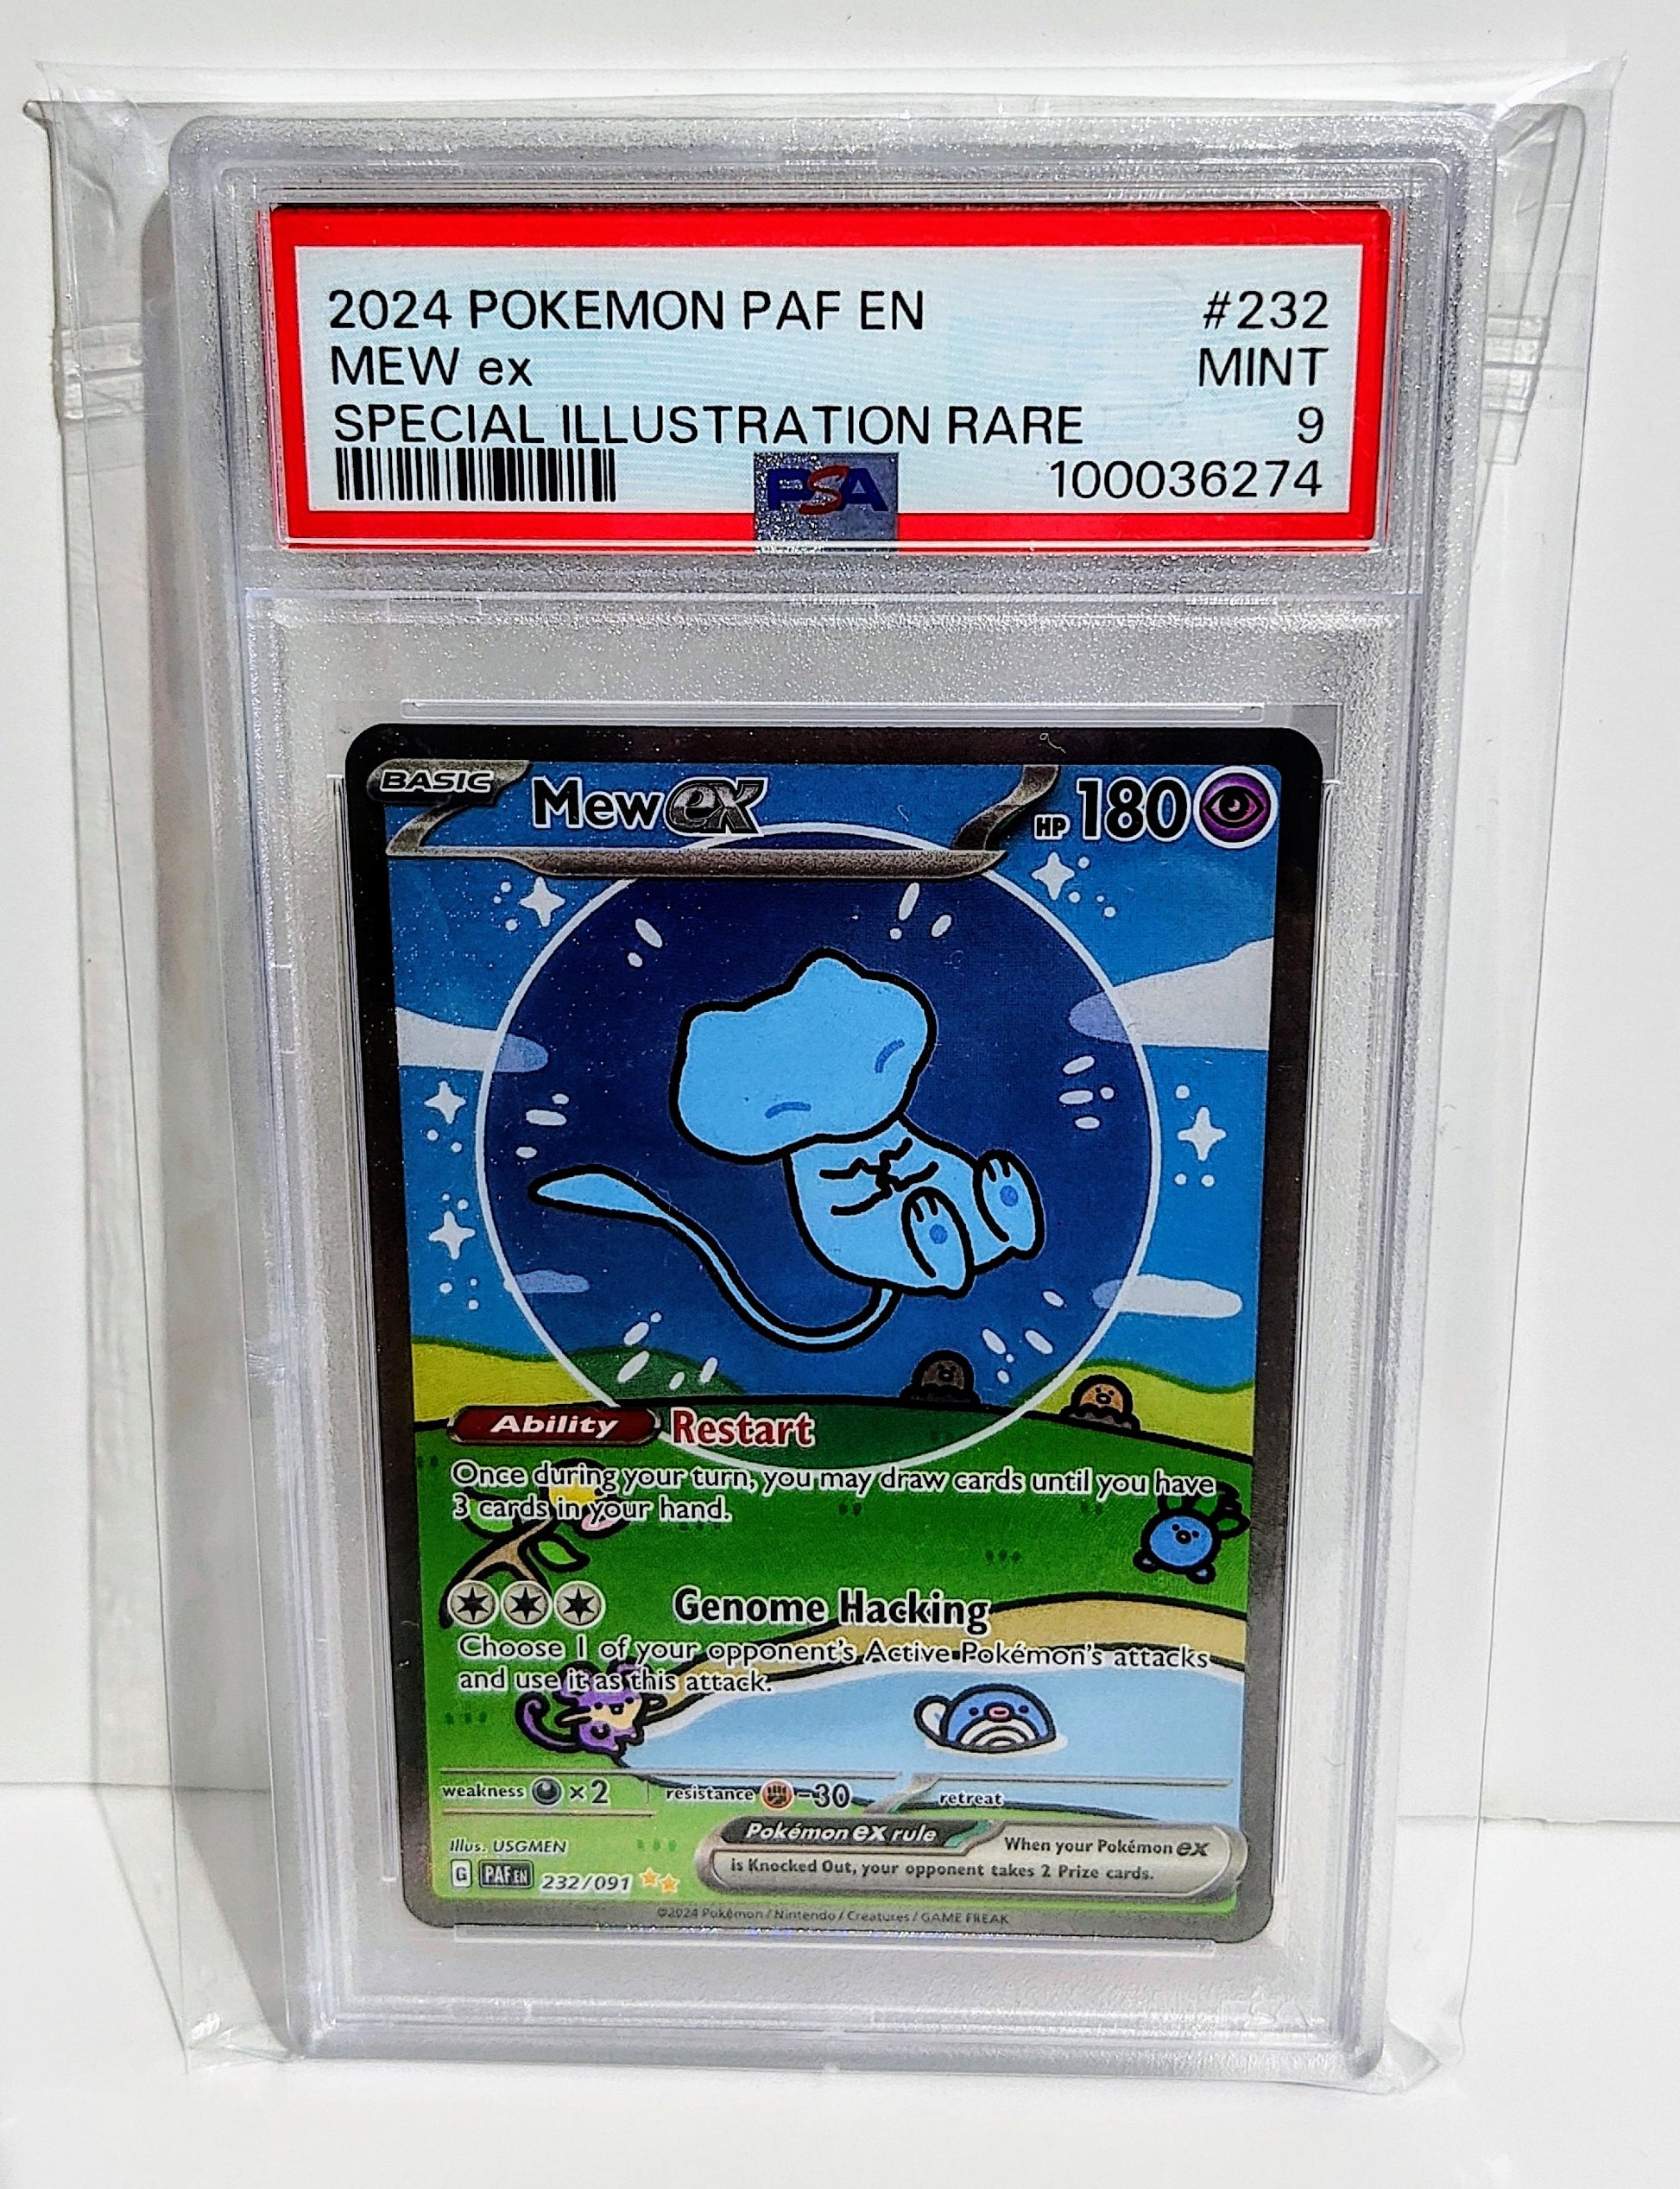 2024 POKEMON PAF EN #232
MEW ex MINT
SPECIAL ILLUSTRATION RARE 9
PSA 100036274
BASIC Mew ex HP 180
Ability Restart
Once during your turn, you may draw cards until you have
3 cards in your hand.
Genome Hacking
Choose 1 of your opponent's Active Pokémon's attacks
and use it as this attack.
weakness ×2 resistance -30 retreat
Illus. USGMEN
Pokémon ex rule When your Pokémon ex
is Knocked Out, your opponent takes 2 Prize cards.
G PAF EN 232/091
©2024 Pokémon / Nintendo / Creatures / GAME FREAK